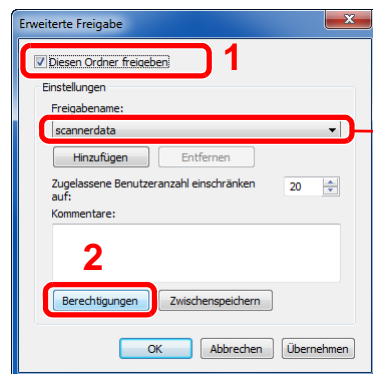 Erweiterte Freigabe
x
Diesen Ordner freigeben
1
Einstellungen
Freigabename:
scannerdata
Hinzufügen Entfernen
Zugelassene Benutzeranzahl einschränken 20
auf:
Kommentare:
2
Berechtigungen Zwischenspeichern
OK Abbrechen Übernehmen